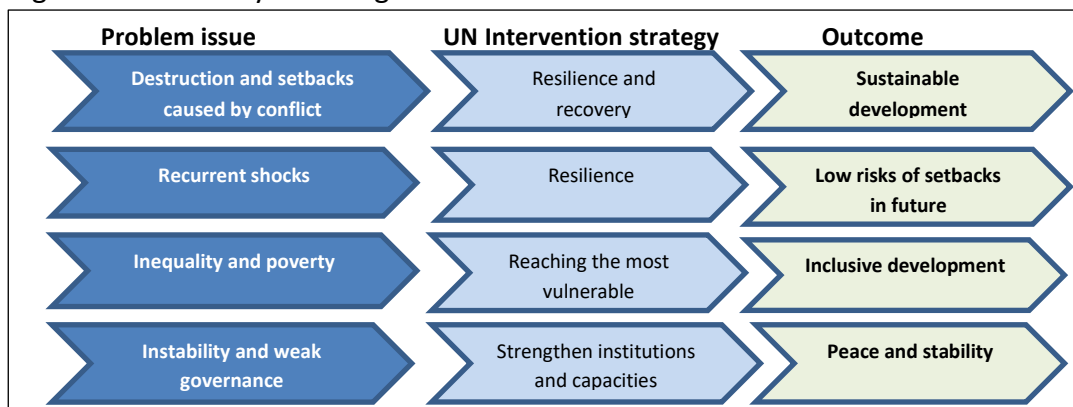 Problem issue
UN Intervention strategy
Outcome
Destruction and setbacks
caused by conflict
Resilience and
recovery
Sustainable
development
Recurrent shocks
Resilience
Low risks of setbacks
in future
Inequality and poverty
Reaching the most
vulnerable
Inclusive development
Instability and weak
governance
Strengthen institutions
and capacities
Peace and stability